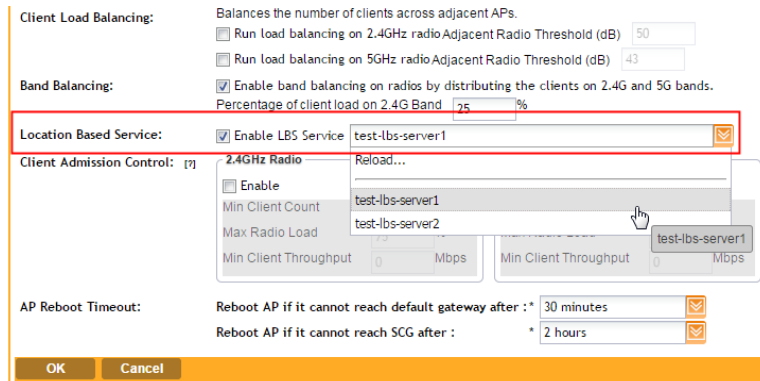 Client Load Balancing:
Balances the number of clients across adjacent APs.
Run load balancing on 2.4GHz radio Adjacent Radio Threshold (dB) 50
Run load balancing on 5GHz radio Adjacent Radio Threshold (dB) 43
Band Balancing:
Enable band balancing on radios by distributing the clients on 2.4G and 5G bands.
Percentage of client load on 2.4G Band 25 %
Location Based Service:
Enable LBS Service test-lbs-server1
Reload...
test-lbs-server1
test-lbs-server2
test-lbs-server1
Client Admission Control: [?]
2.4GHz Radio
Enable
Min Client Count
Max Radio Load
Min Client Throughput 0 Mbps
Min Client Throughput 0 Mbps
AP Reboot Timeout:
Reboot AP if it cannot reach default gateway after :* 30 minutes
Reboot AP if it cannot reach SCG after : * 2 hours
OK Cancel